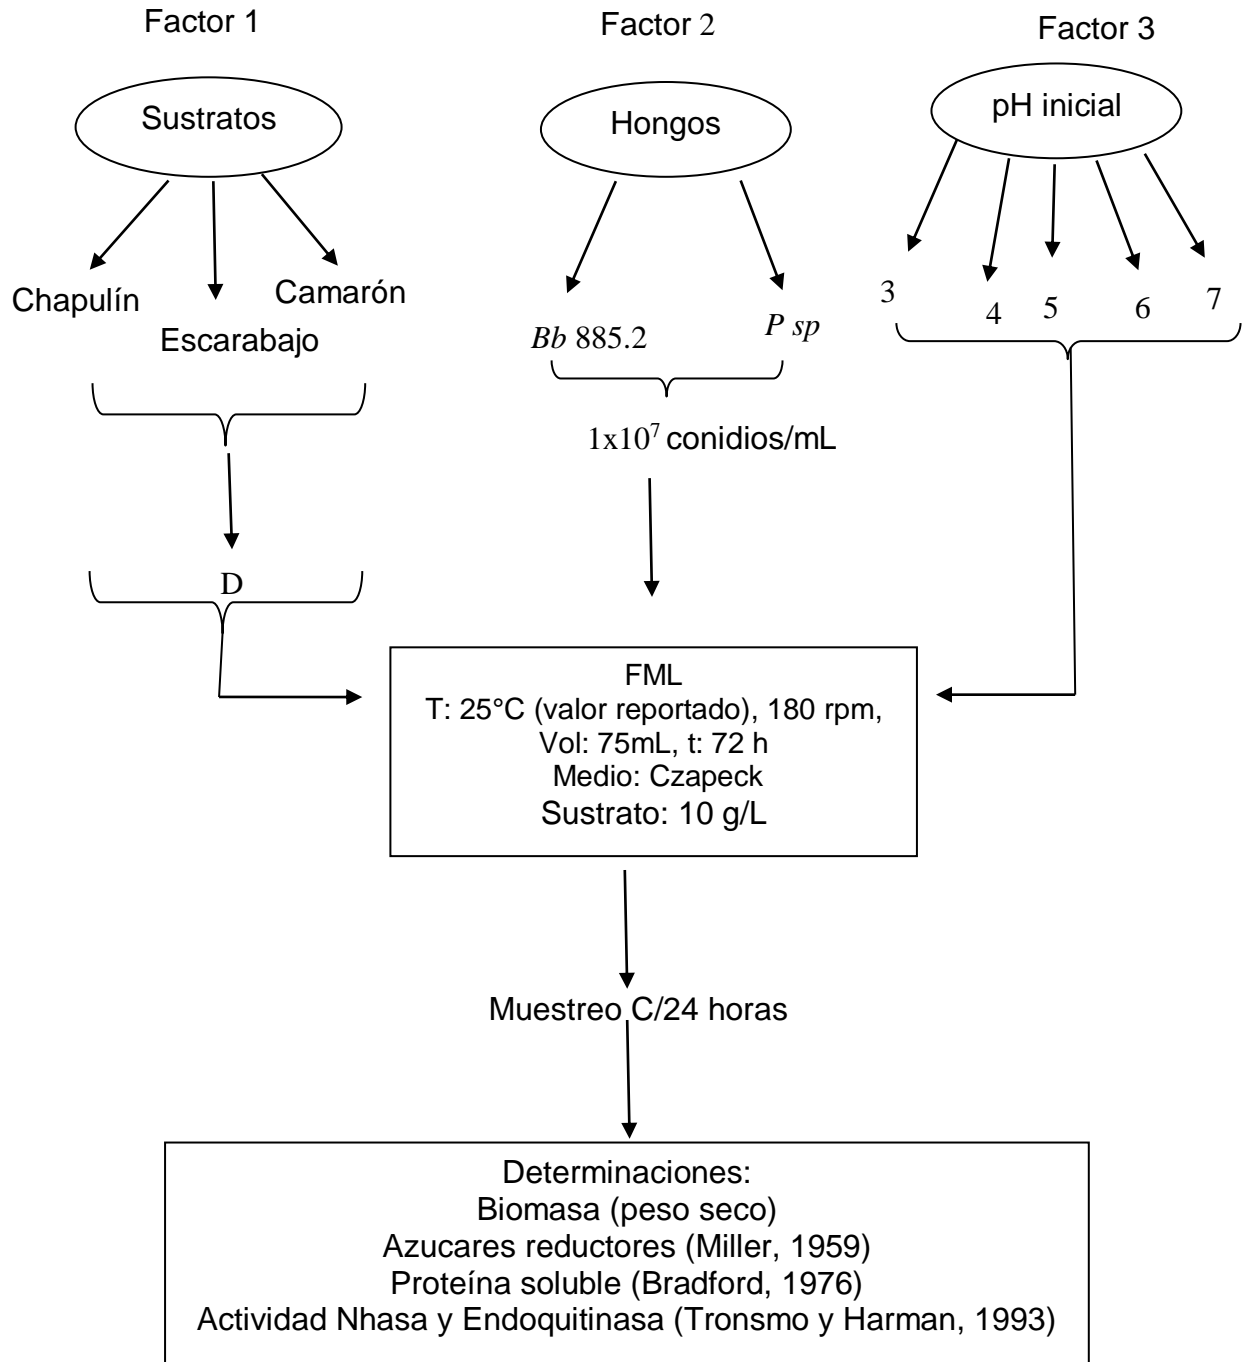 Factor 1
Factor 2
Factor 3
Sustratos
Hongos
pH inicial
Chapulín
Escarabajo
Camarón
Bb 885.2
P sp
3
4
5
6
7
1x10⁷ conidios/mL
D
FML
T: 25°C (valor reportado), 180 rpm,
Vol: 75mL, t: 72 h
Medio: Czapeck
Sustrato: 10 g/L
Muestreo C/24 horas
Determinaciones:
Biomasa (peso seco)
Azucares reductores (Miller, 1959)
Proteína soluble (Bradford, 1976)
Actividad Nhasa y Endoquitinasa (Tronsmo y Harman, 1993)